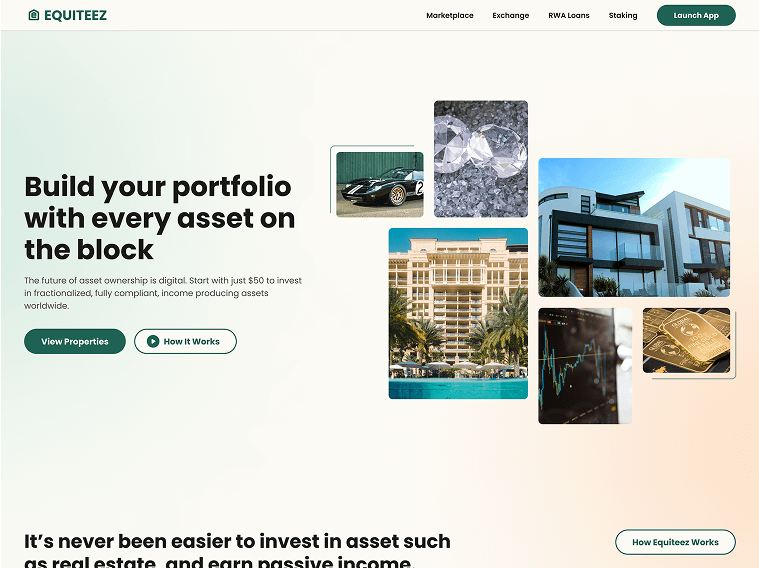 EQUITEEZ
Marketplace
Exchange
RWA Loans
Staking
Launch App
Build your portfolio
with every asset on
the block
The future of asset ownership is digital. Start with just $50 to invest
in fractionalized, fully compliant, income producing assets
worldwide.
View Properties
How It Works
2
It’s never been easier to invest in asset such
as real estate, and earn passive income.
How Equiteez Works